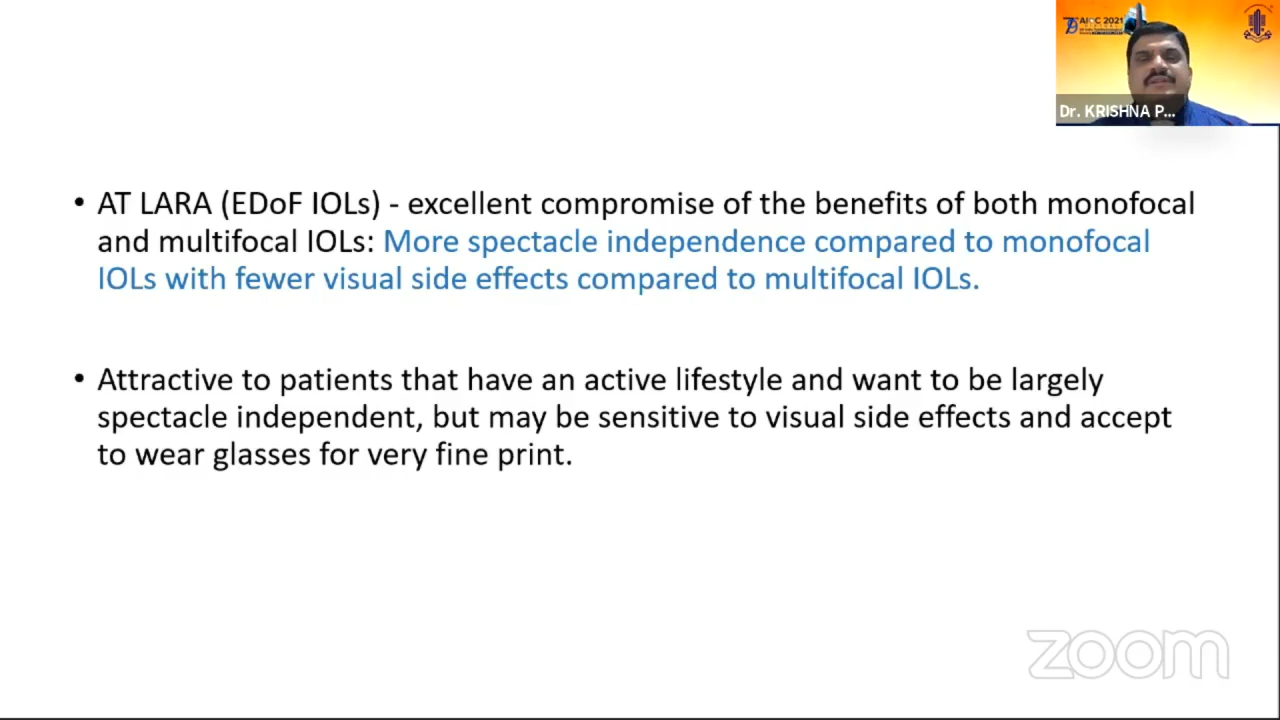 AIOC 2021
Dr. KRISHNA P...
• AT LARA (EDoF IOLs) - excellent compromise of the benefits of both monofocal
and multifocal IOLs: More spectacle independence compared to monofocal
IOLs with fewer visual side effects compared to multifocal IOLs.
• Attractive to patients that have an active lifestyle and want to be largely
spectacle independent, but may be sensitive to visual side effects and accept
to wear glasses for very fine print.
zoom